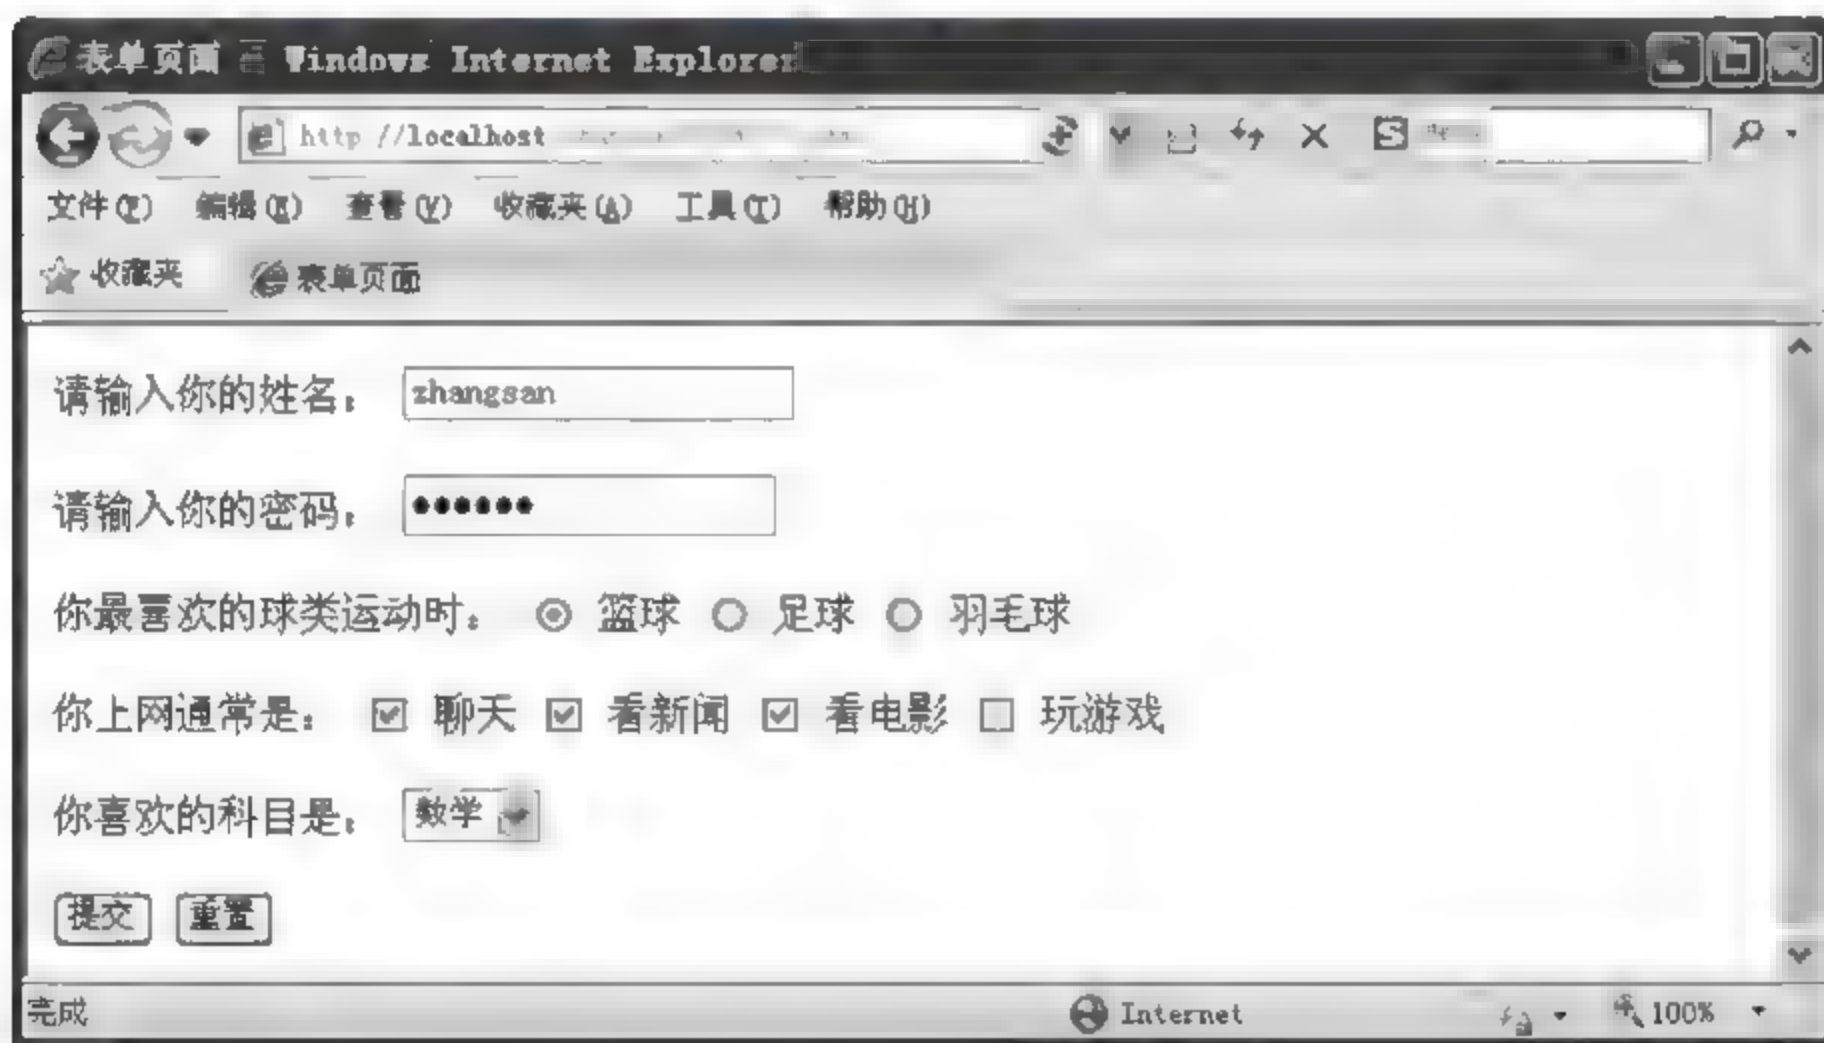 表单页面 - Windows Internet Explorer
http //localhost
文件(F) 编辑(E) 查看(V) 收藏夹(A) 工具(T) 帮助(H)
收藏夹 表单页面
请输入你的姓名: zhangsan
请输入你的密码: ●●●●●●
你最喜欢的球类运动时: 篮球 足球 羽毛球
你上网通常是: 聊天 看新闻 看电影 玩游戏
你喜欢的科目是: 数学
提交 重置
完成 Internet 100%